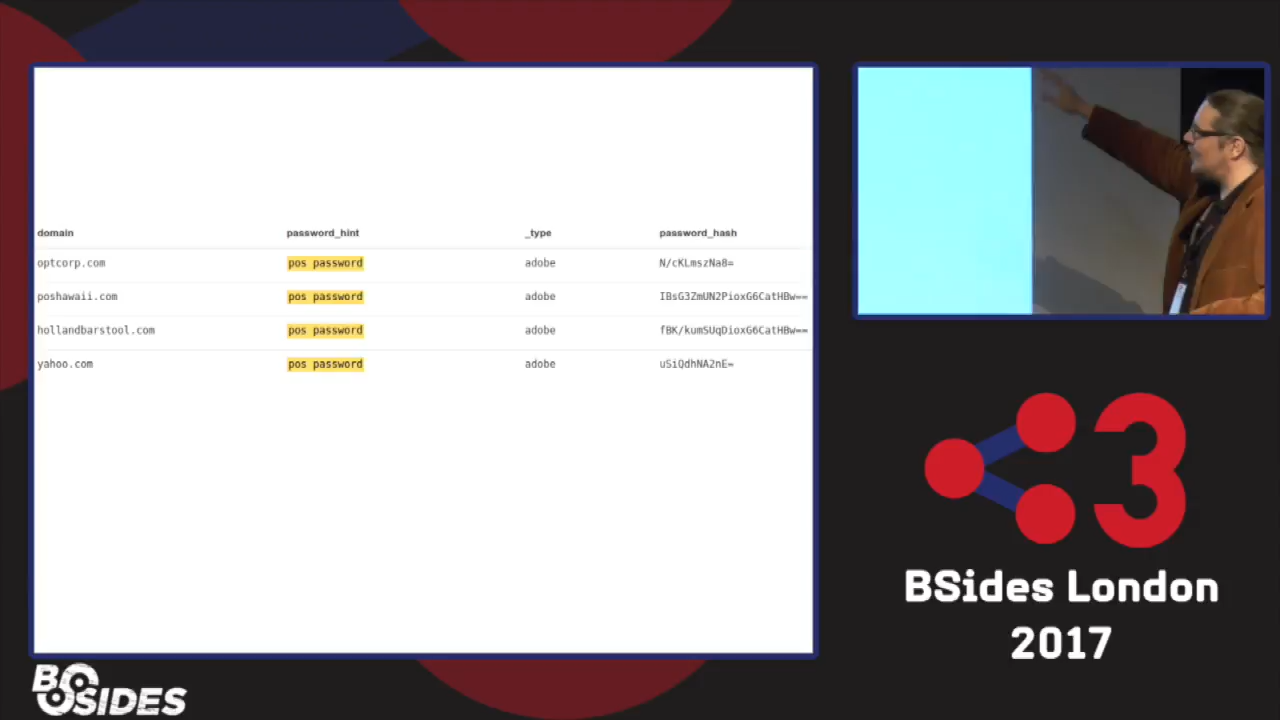 domain password_hint _type password_hash
optcorp.com pos password adobe N/cKLmszNa8=
poshawaii.com pos password adobe IBsG3ZmUN2PioxG6CatHBw==
hollandbarstool.com pos password adobe fBK/kumSUqDioxG6CatHBw==
yahoo.com pos password adobe uSiQdhNA2nE=
3
BSides London
2017
BSIDES